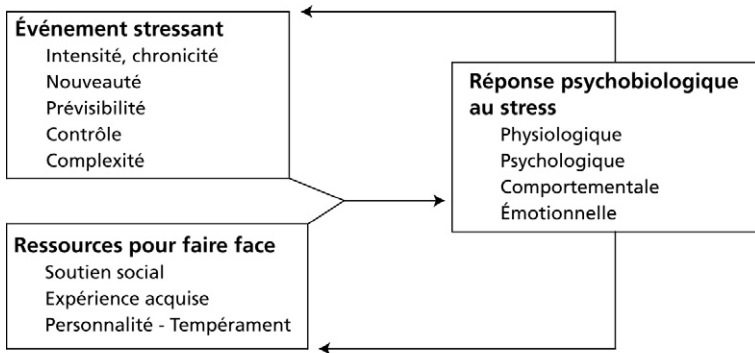 Événement stressant
Intensité, chronicité
Nouveauté
Prévisibilité
Contrôle
Complexité
Réponse psychobiologique
au stress
Physiologique
Psychologique
Comportementale
Émotionnelle
Ressources pour faire face
Soutien social
Expérience acquise
Personnalité - Tempérament